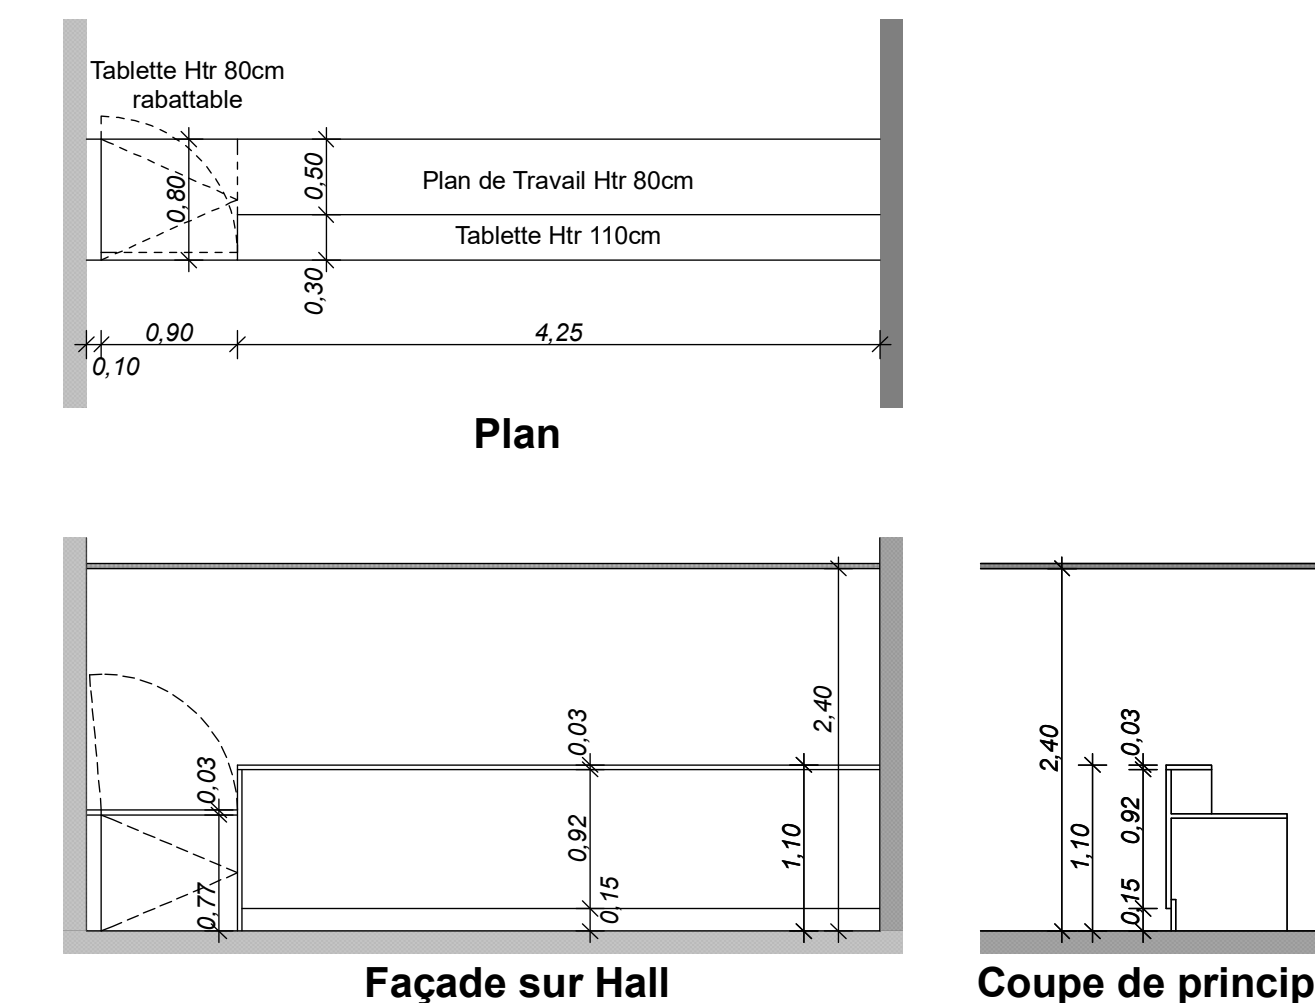 Tablette Htr 80cm
rabattable
0,80
0,50
Plan de Travail Htr 80cm
Tablette Htr 110cm
0,30
0,90
4,25
0,10
Plan
0,03
0,77
0,03
0,92
0,15
2,40
1,10
Façade sur Hall
2,40
1,10
0,03
0,92
0,15
Coupe de princip